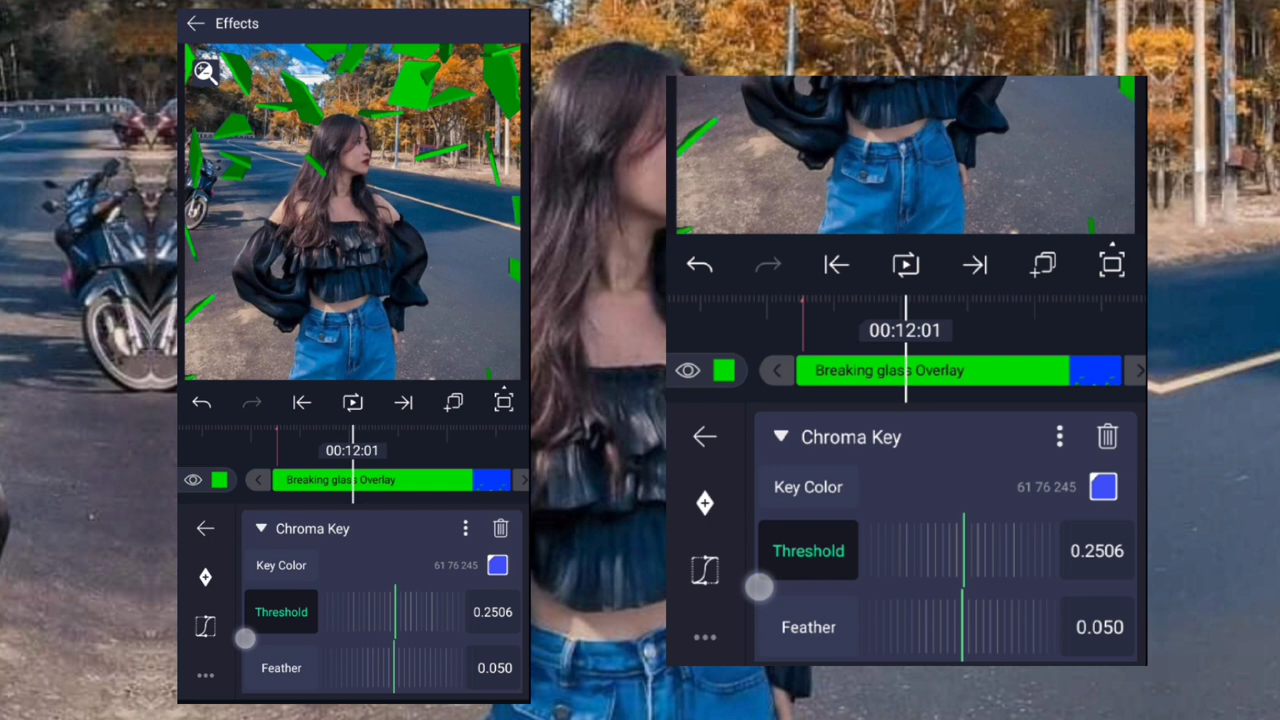 Effects
00:12:01
Breaking glass Overlay
Chroma Key
Key Color 61 76 245
Threshold 0.2506
Feather 0.050
00:12:01
Breaking glass Overlay
Chroma Key
Key Color 61 76 245
Threshold 0.2506
Feather 0.050